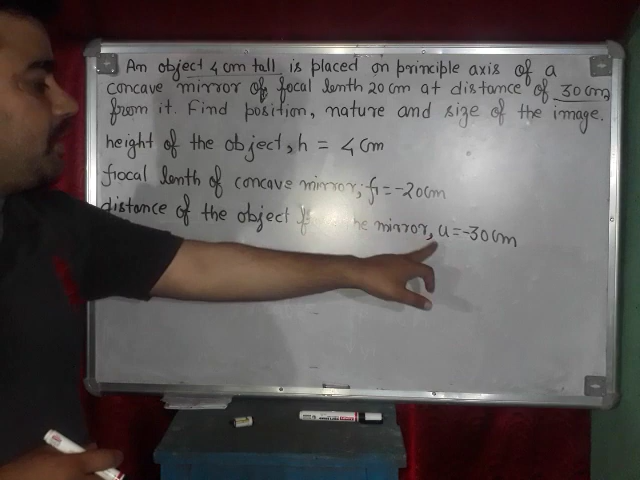 An object 4 cm tall is placed on principle axis of a
concave mirror of focal lenth 20 cm at distance of 30 cm
from it. Find position, nature and size of the image.
height of the object, h = 4 cm
focal lenth of concave mirror, f = -20 cm
distance of the object the mirror, u = -30 cm